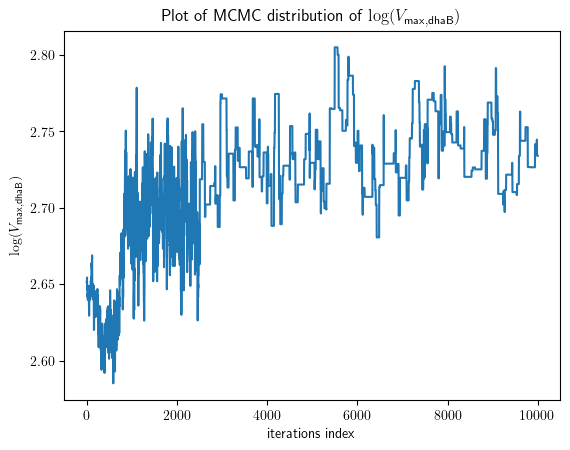 Plot of MCMC distribution of log(V_max,dhaB)
log(V_max,dhaB)
2.80
2.75
2.70
2.65
2.60
0 2000 4000 6000 8000 10000
iterations index